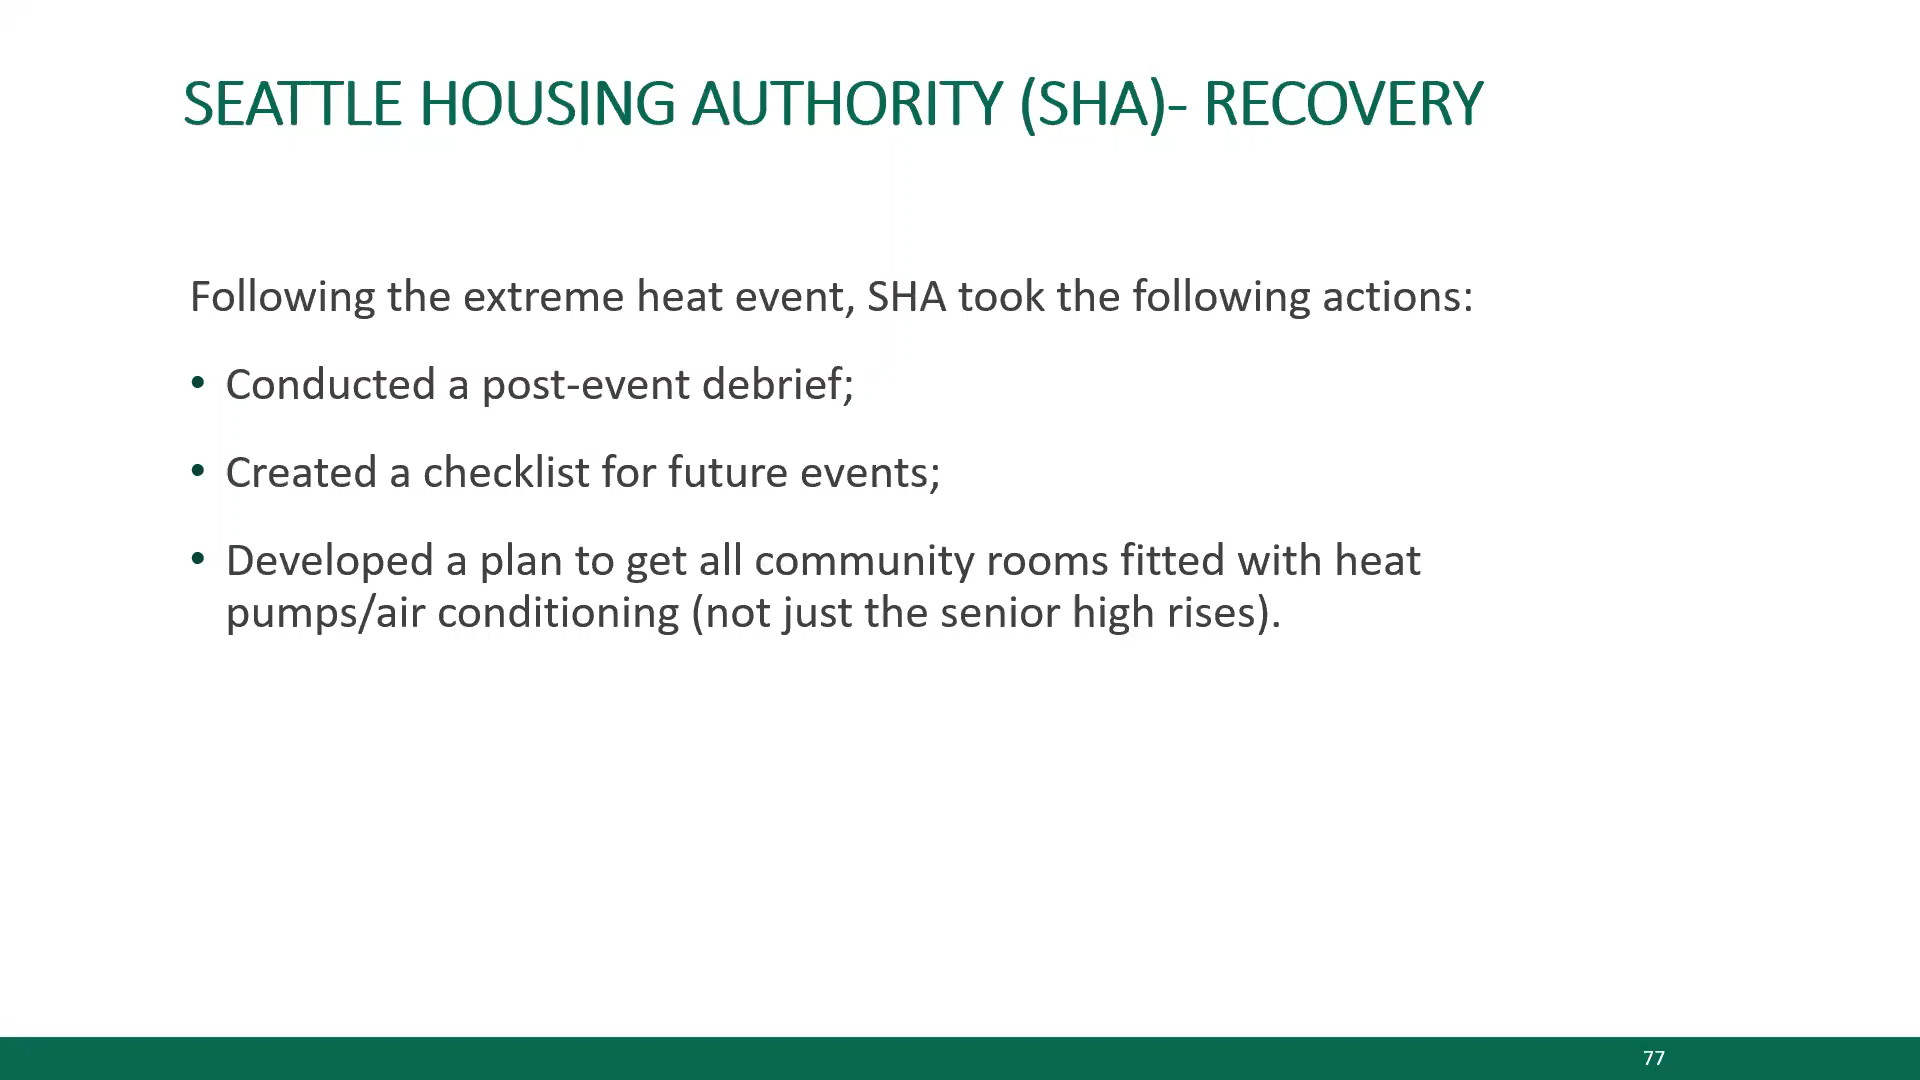 SEATTLE HOUSING AUTHORITY (SHA)- RECOVERY
Following the extreme heat event, SHA took the following actions:
• Conducted a post-event debrief;
• Created a checklist for future events;
• Developed a plan to get all community rooms fitted with heat
pumps/air conditioning (not just the senior high rises).
77